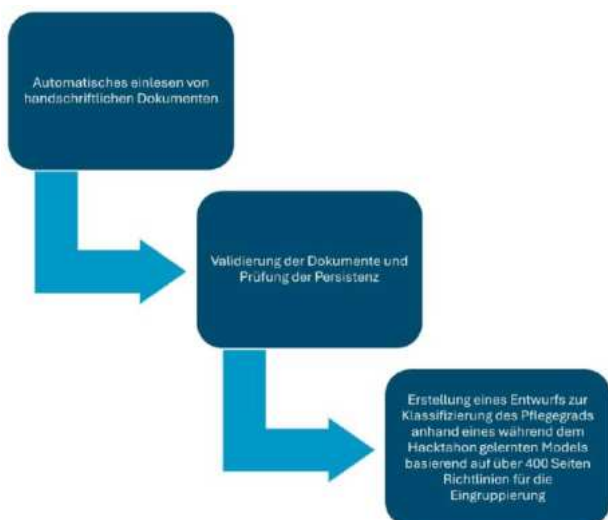 Automatisches einlesen von
handschriftlichen Dokumenten
Validierung der Dokumente und
Prüfung der Persistenz
Erstellung eines Entwurfs zur
Klassifizierung des Pflegegrads
anhand eines während dem
Hacktahon gelernten Models
basierend auf über 400 Seiten
Richtlinien für die
Eingruppierung